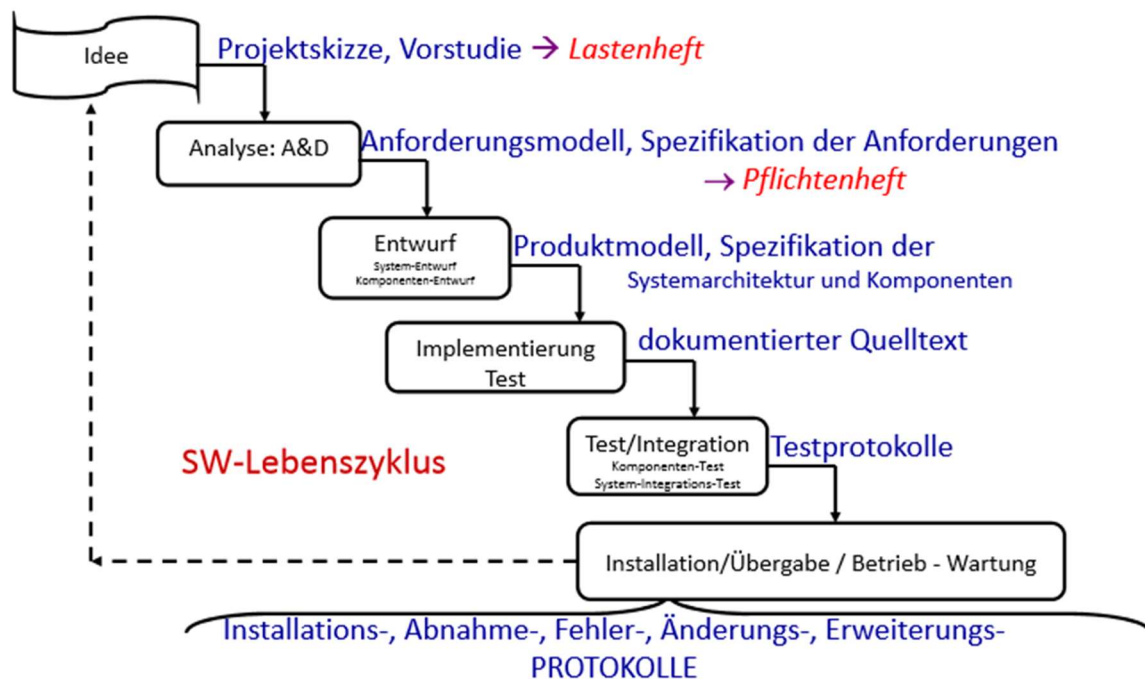 Idee
Projektskizze, Vorstudie → Lastenheft
Analyse: A&D
Anforderungsmodell, Spezifikation der Anforderungen
→ Pflichtenheft
Entwurf
System-Entwurf
Komponenten-Entwurf
Produktmodell, Spezifikation der
Systemarchitektur und Komponenten
Implementierung
Test
dokumentierter Quelltext
Test/Integration
Komponenten-Test
System-Integrations-Test
Testprotokolle
SW-Lebenszyklus
Installation/Übergabe / Betrieb - Wartung
Installations-, Abnahme-, Fehler-, Änderungs-, Erweiterungs-
PROTOKOLLE